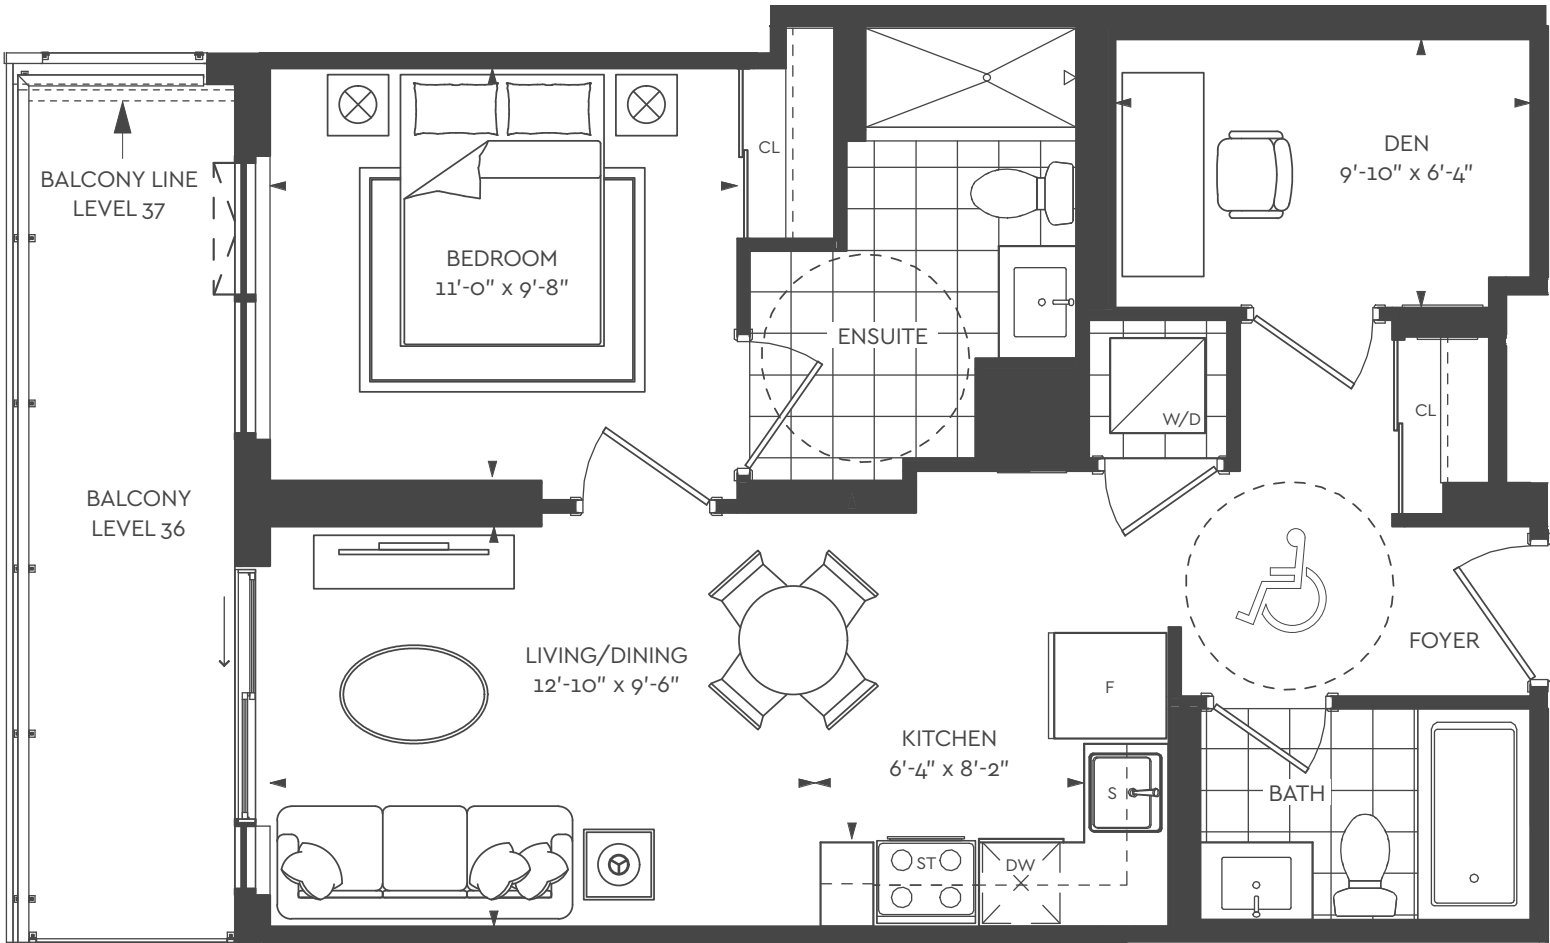 BALCONY LINE
LEVEL 37
BEDROOM
11'-0" x 9'-8"
CL
ENSUITE
DEN
9'-10" x 6'-4"
W/D
CL
BALCONY
LEVEL 36
LIVING/DINING
12'-10" x 9'-6"
KITCHEN
6'-4" x 8'-2"
F
S
ST
DW
FOYER
BATH